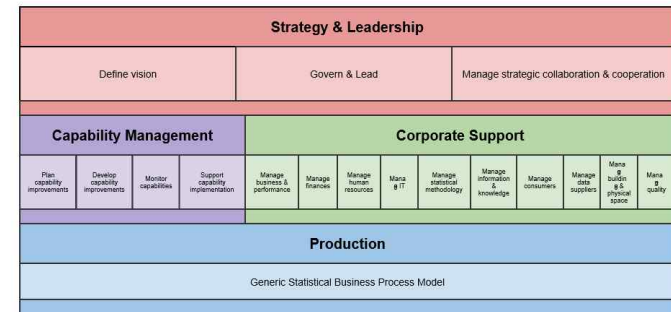 Strategy & Leadership
Define vision
Govern & Lead
Manage strategic collaboration & cooperation
Capability Management
Corporate Support
Plan
capability
improvements
Develop
capability
improvements
Monitor
capabilities
Support
capability
implementation
Manage
business &
performance
Manage
finances
Manage
human
resources
Mana
g IT
Manage
statistical
methodology
Manage
information
&
knowledge
Manage
consumers
Manage
data
suppliers
Mana
g
buildin
g &
physical
space
Mana
g
quality
Production
Generic Statistical Business Process Model